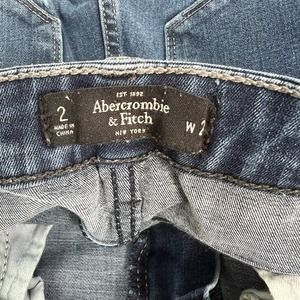 EST. 1892
2
Abercrombie
& Fitch
MADE IN
CHINA
NEW YORK
W 2